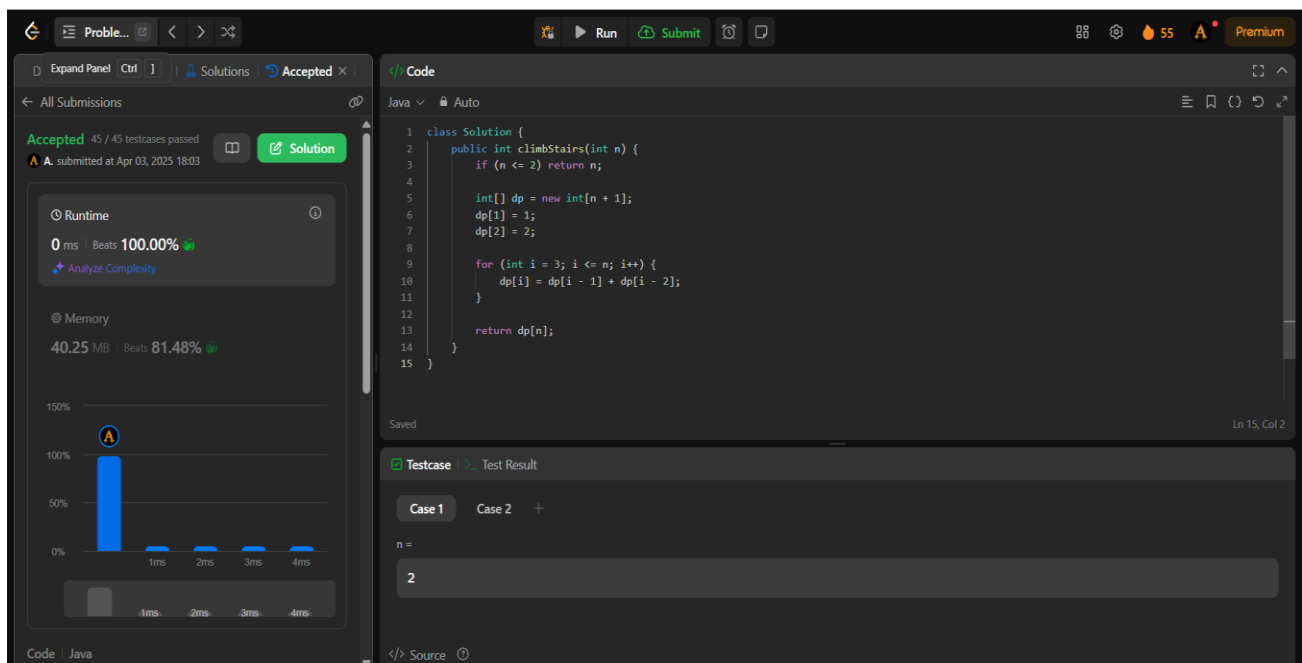 Proble...
Run
Submit
55
A
Premium
D
Expand Panel Ctrl ]
Solutions
Accepted
All Submissions
Accepted 45 / 45 testcases passed
A A. submitted at Apr 03, 2025 18:03
Solution
Runtime
0 ms | Beats 100.00%
Analyze Complexity
Memory
40.25 MB | Beats 81.48%
150%
A
100%
50%
0%
1ms 2ms 3ms 4ms
1ms 2ms 3ms 4ms
Code | Java
</> Code
Java Auto
1 class Solution {
2 public int climbStairs(int n) {
3 if (n <= 2) return n;
4
5 int[] dp = new int[n + 1];
6 dp[1] = 1;
7 dp[2] = 2;
8
9 for (int i = 3; i <= n; i++) {
10 dp[i] = dp[i - 1] + dp[i - 2];
11 }
12
13 return dp[n];
14 }
15 }
Saved
Ln 15, Col 2
Testcase | >_ Test Result
Case 1 Case 2 +
n =
2
</> Source